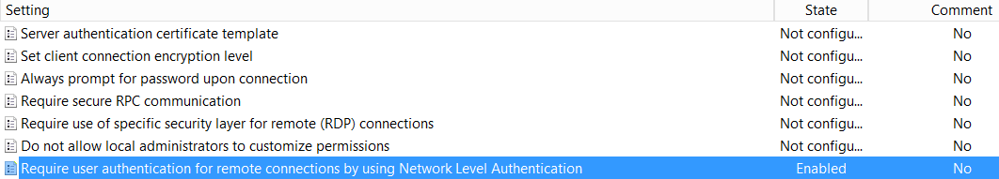 Setting State Comment
Server authentication certificate template Not configu... No
Set client connection encryption level Not configu... No
Always prompt for password upon connection Not configu... No
Require secure RPC communication Not configu... No
Require use of specific security layer for remote (RDP) connections Not configu... No
Do not allow local administrators to customize permissions Not configu... No
Require user authentication for remote connections by using Network Level Authentication Enabled No